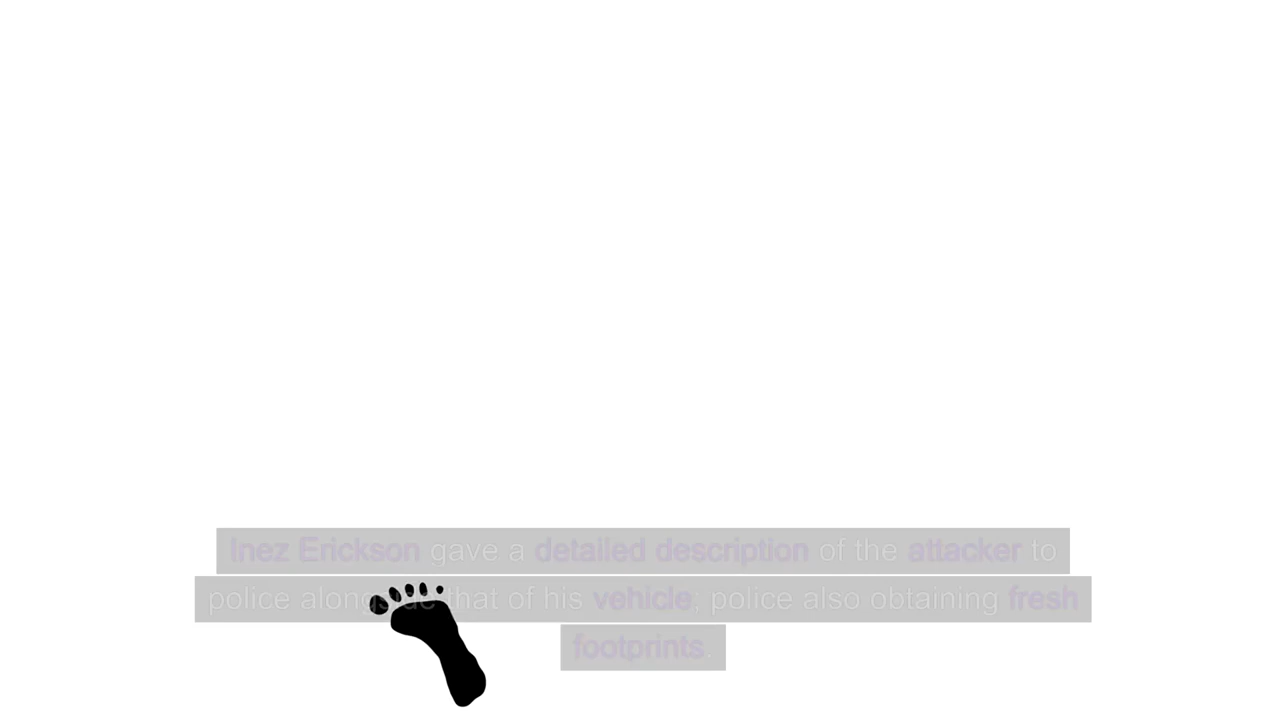 Inez Erickson gave a detailed description of the attacker to
police alongside that of his vehicle, police also obtaining fresh
footprints.